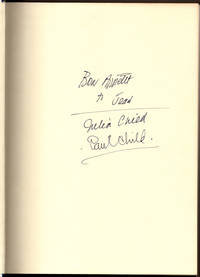 Bon Appétit
to Jean
Julia Child
Paul Child.